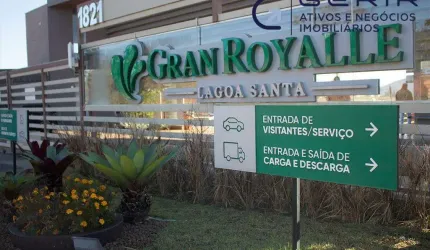 1821
GERIR
ATIVOS E NEGÓCIOS
IMOBILIÁRIOS
GRAN ROYALLE
LAGOA SANTA
ENTRADA DE
VISITANTES/SERVIÇO
ENTRADA E SAÍDA DE
CARGA E DESCARGA